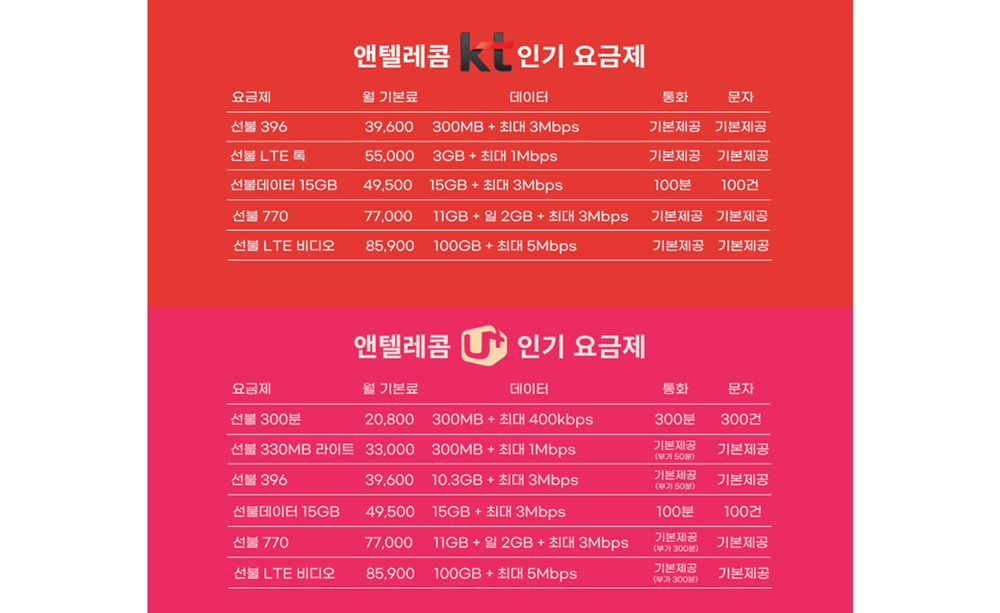 앤텔레콤 kt 인기 요금제
요금제 월 기본료 데이터 통화 문자
선불 396 39,600 300MB + 최대 3Mbps 기본제공 기본제공
선불 LTE 톡 55,000 3GB + 최대 1Mbps 기본제공 기본제공
선불데이터 15GB 49,500 15GB + 최대 3Mbps 100분 100건
선불 770 77,000 11GB + 일 2GB + 최대 3Mbps 기본제공 기본제공
선불 LTE 비디오 85,900 100GB + 최대 5Mbps 기본제공 기본제공
앤텔레콤 U+ 인기 요금제
요금제 월 기본료 데이터 통화 문자
선불 300분 20,800 300MB + 최대 400kbps 300분 300건
선불 330MB 라이트 33,000 300MB + 최대 1Mbps 기본제공 (부가 50분) 기본제공
선불 396 39,600 10.3GB + 최대 3Mbps 기본제공 (부가 50분) 기본제공
선불데이터 15GB 49,500 15GB + 최대 3Mbps 100분 100건
선불 770 77,000 11GB + 일 2GB + 최대 3Mbps 기본제공 (부가 300분) 기본제공
선불 LTE 비디오 85,900 100GB + 최대 5Mbps 기본제공 (부가 300분) 기본제공